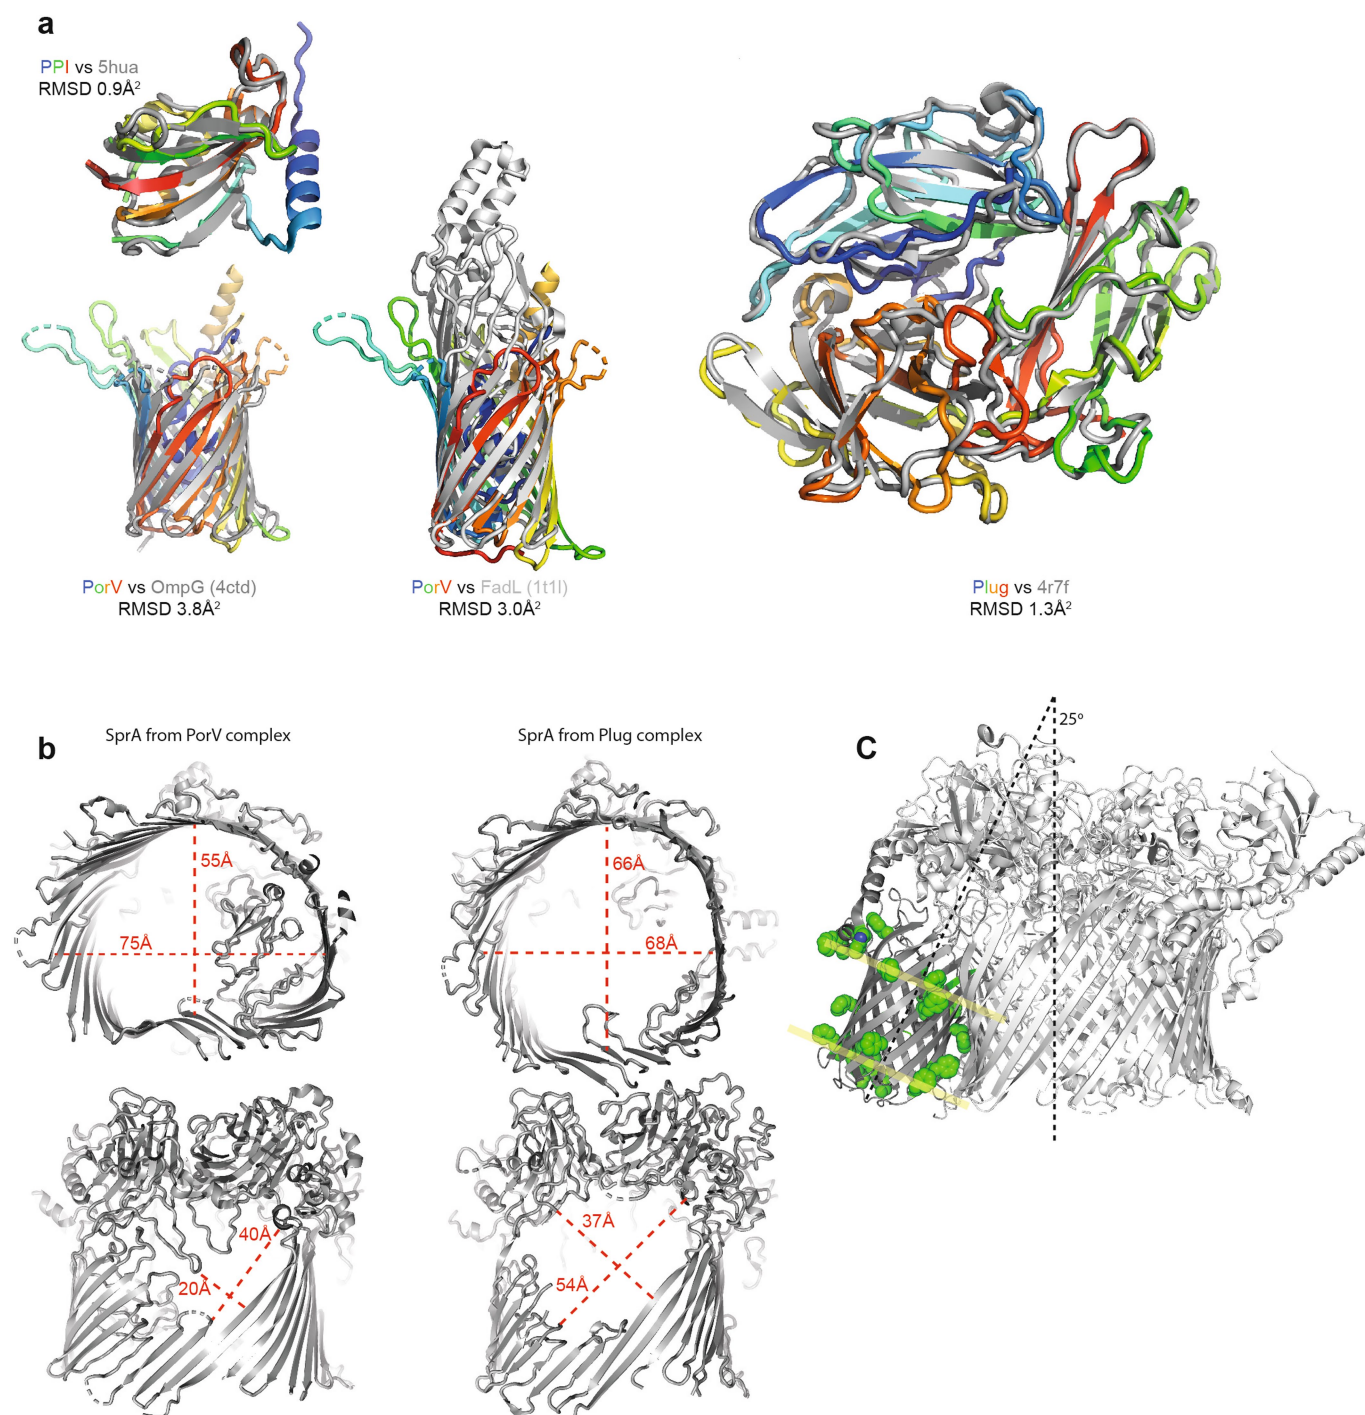 a
PPI vs 5hua
RMSD 0.9Å²
PorV vs OmpG (4ctd)
RMSD 3.8Å²
PorV vs FadL (1t1l)
RMSD 3.0Å²
Plug vs 4r7f
RMSD 1.3Å²
b
SprA from PorV complex
SprA from Plug complex
C
25º
55Å
75Å
66Å
68Å
40Å
20Å
37Å
54Å